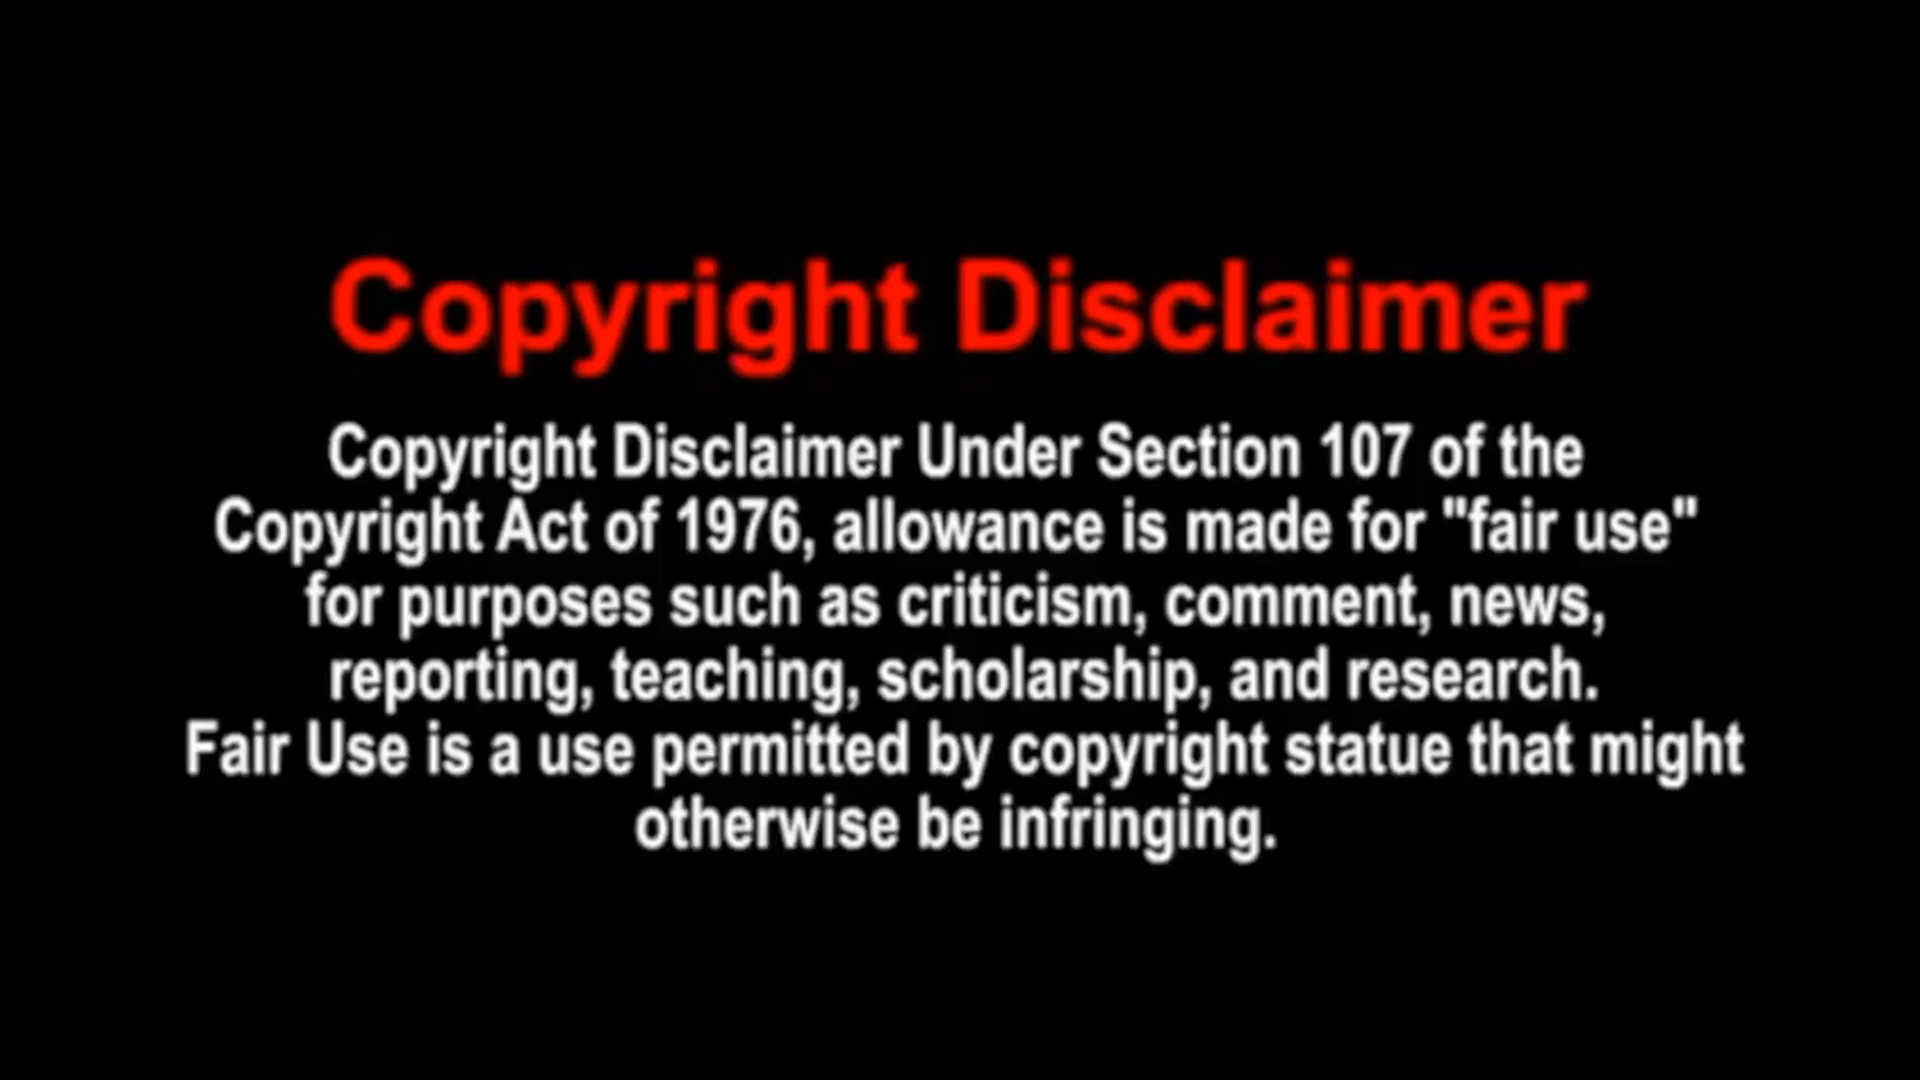 Copyright Disclaimer
Copyright Disclaimer Under Section 107 of the
Copyright Act of 1976, allowance is made for "fair use"
for purposes such as criticism, comment, news,
reporting, teaching, scholarship, and research.
Fair Use is a use permitted by copyright statue that might
otherwise be infringing.